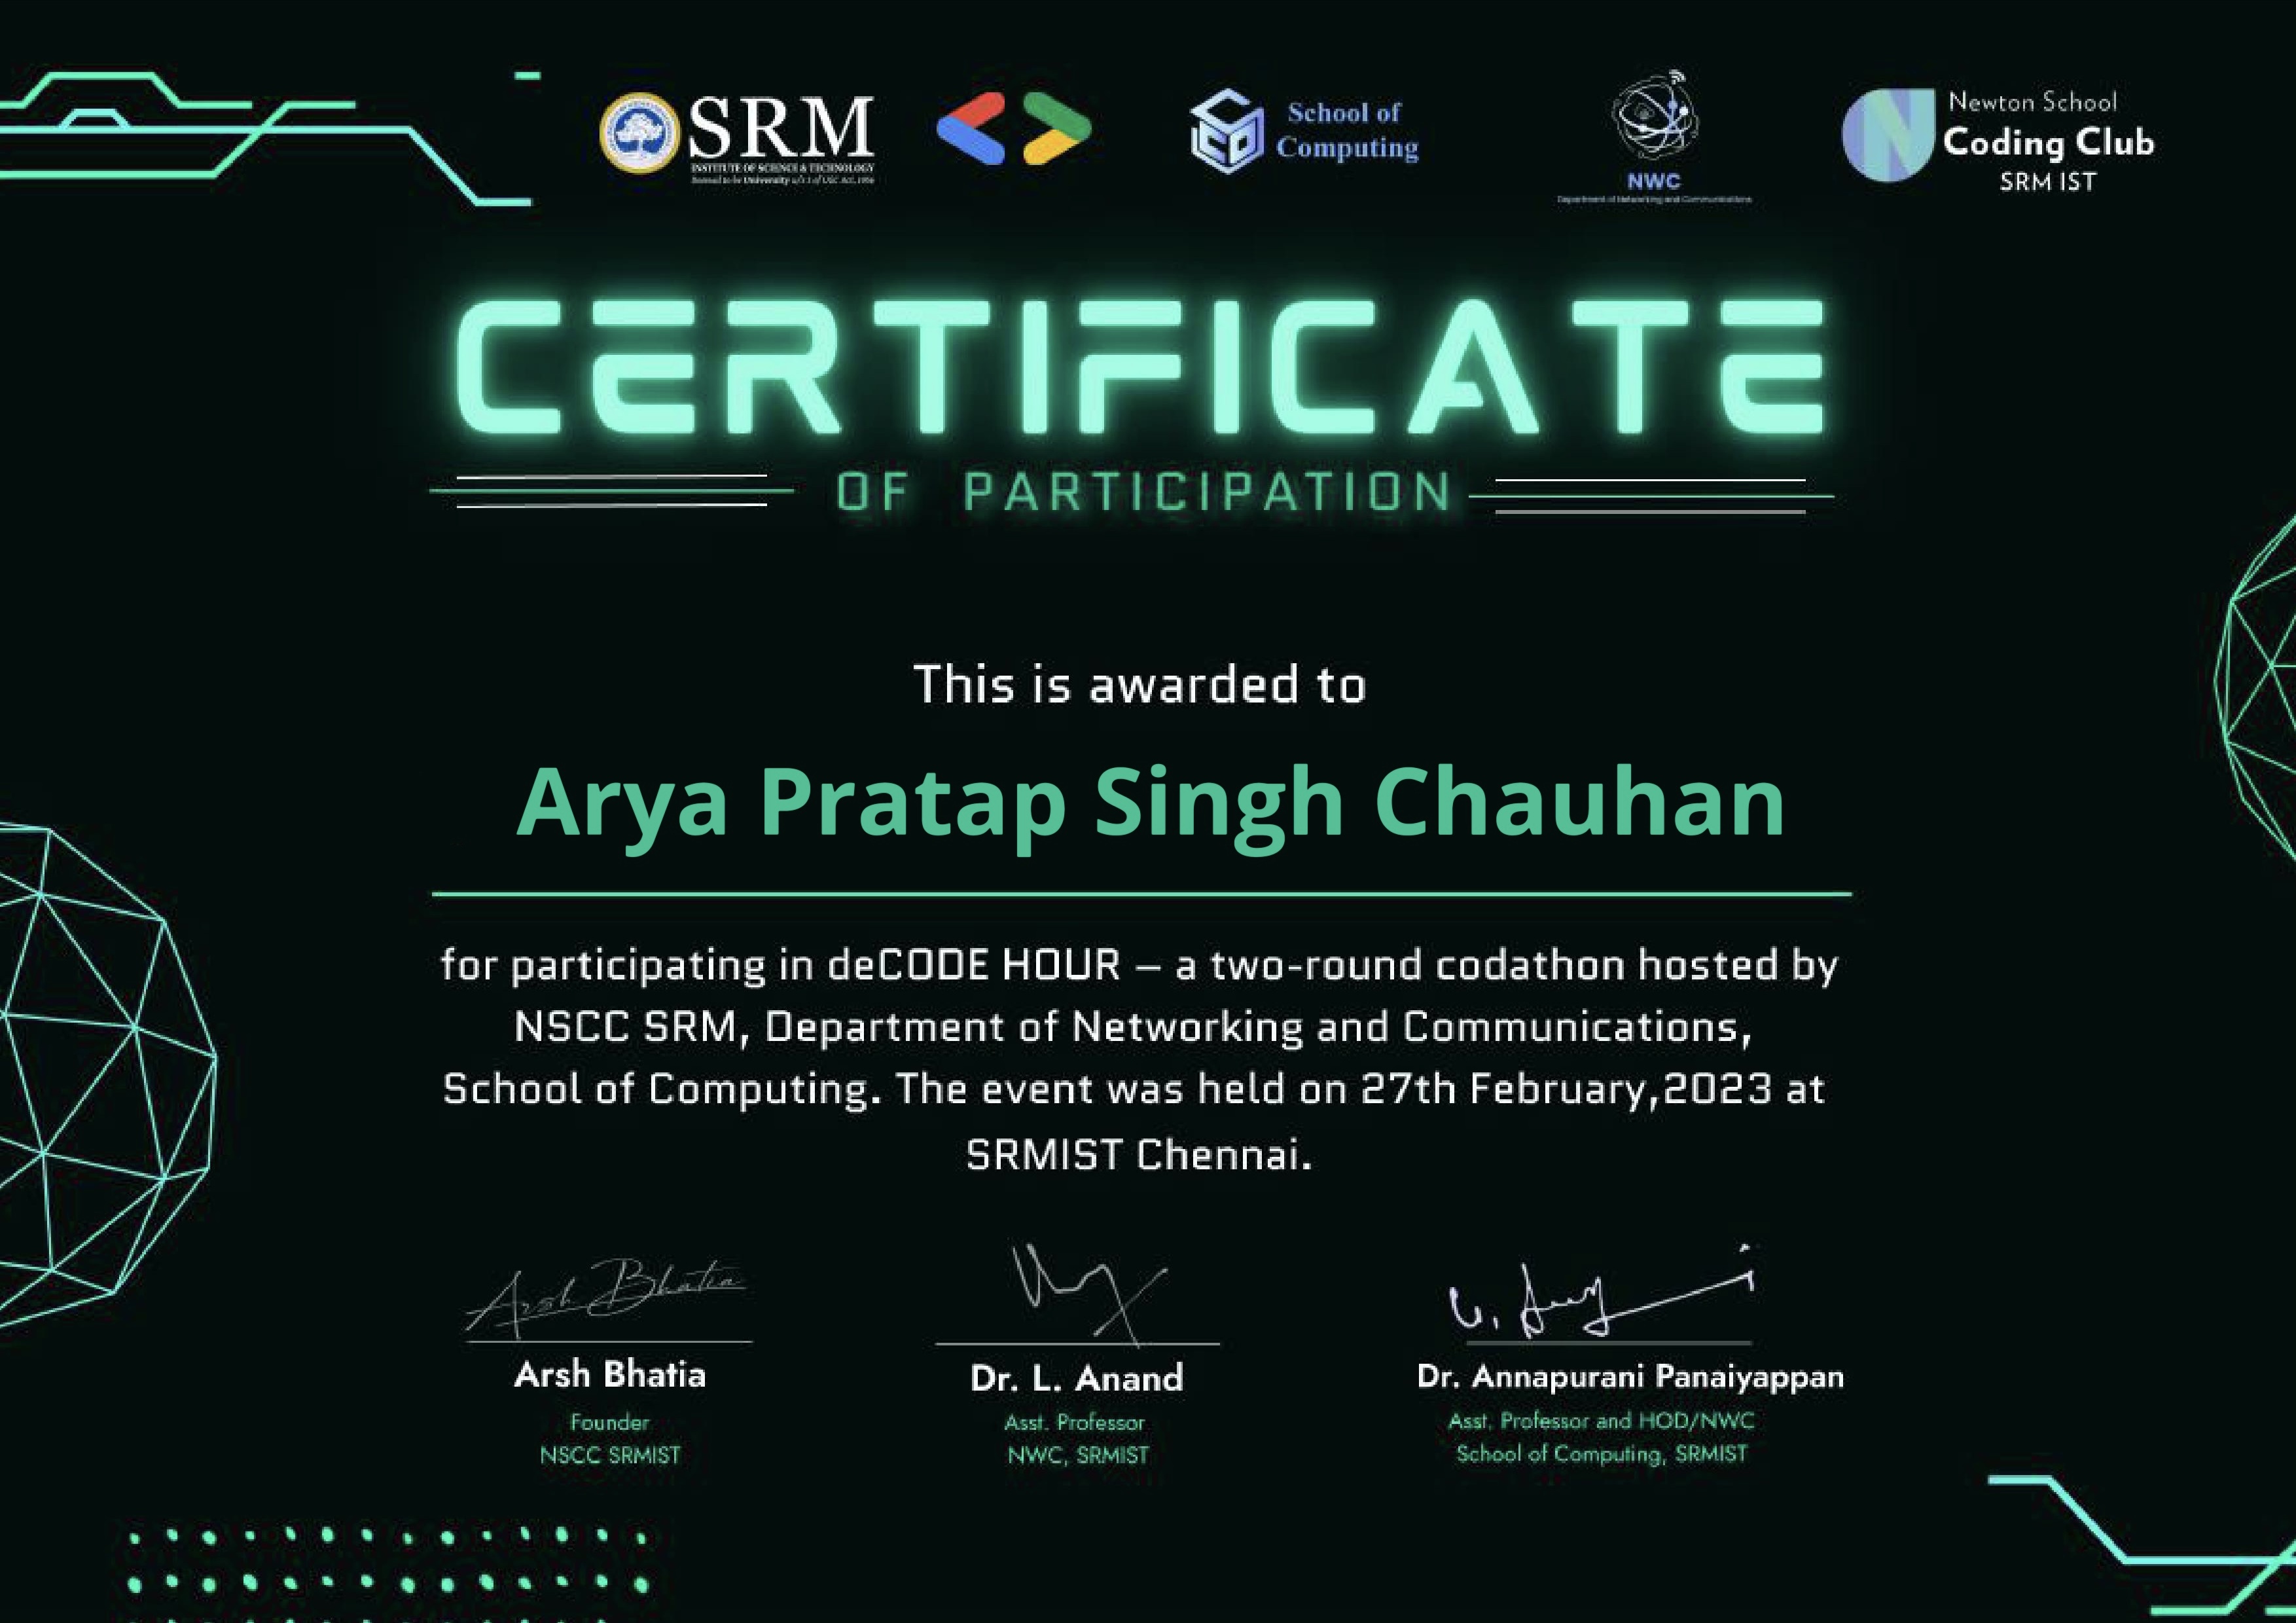 SRM
INSTITUTE OF SCIENCE & TECHNOLOGY
Deemed to be University u/s 3 of UGC Act, 1956
School of
Computing
NWC
Department of Networking and Communications
Newton School
Coding Club
SRM IST
CERTIFICATE
OF PARTICIPATION
This is awarded to
Arya Pratap Singh Chauhan
for participating in deCODE HOUR – a two-round codathon hosted by
NSCC SRM, Department of Networking and Communications,
School of Computing. The event was held on 27th February,2023 at
SRMIST Chennai.
Arsh Bhatia
Arsh Bhatia
Founder
NSCC SRMIST
Dr. L. Anand
Asst. Professor
NWC, SRMIST
Dr. Annapurani Panaiyappan
Asst. Professor and HOD/NWC
School of Computing, SRMIST